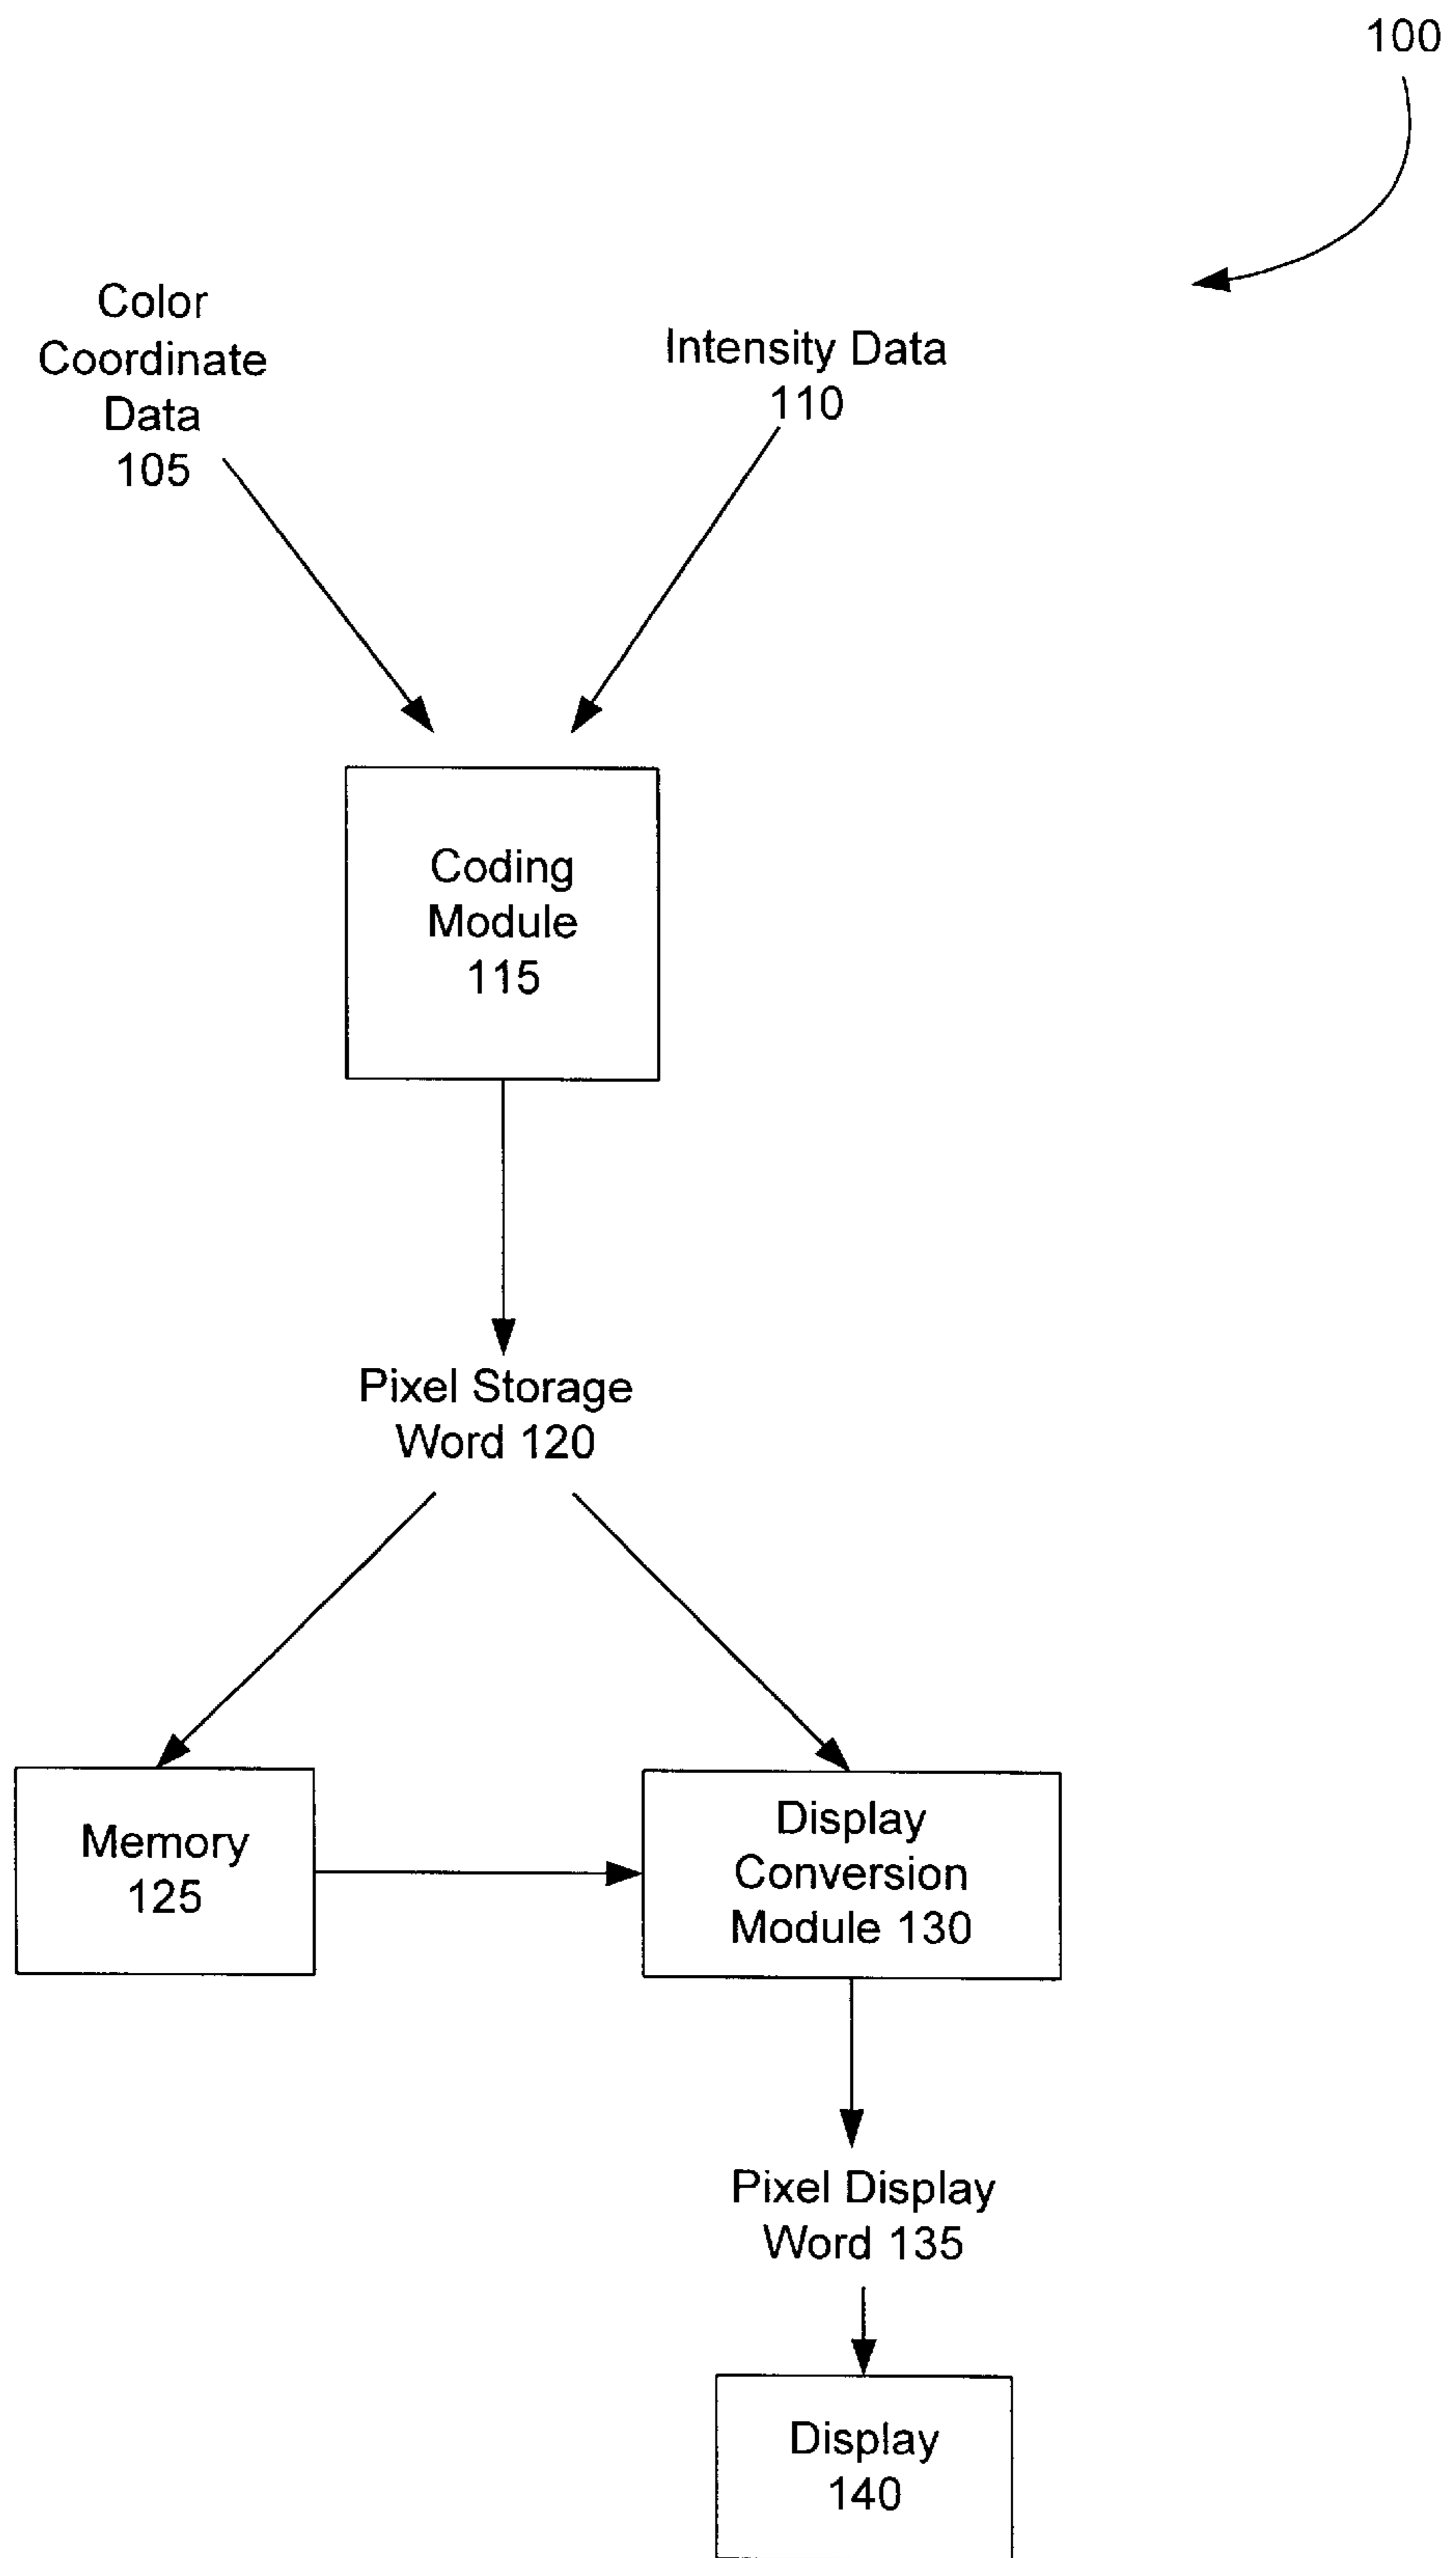 100
Color
Coordinate
Data
105
Intensity Data
110
Coding
Module
115
Pixel Storage
Word 120
Memory
125
Display
Conversion
Module 130
Pixel Display
Word 135
Display
140